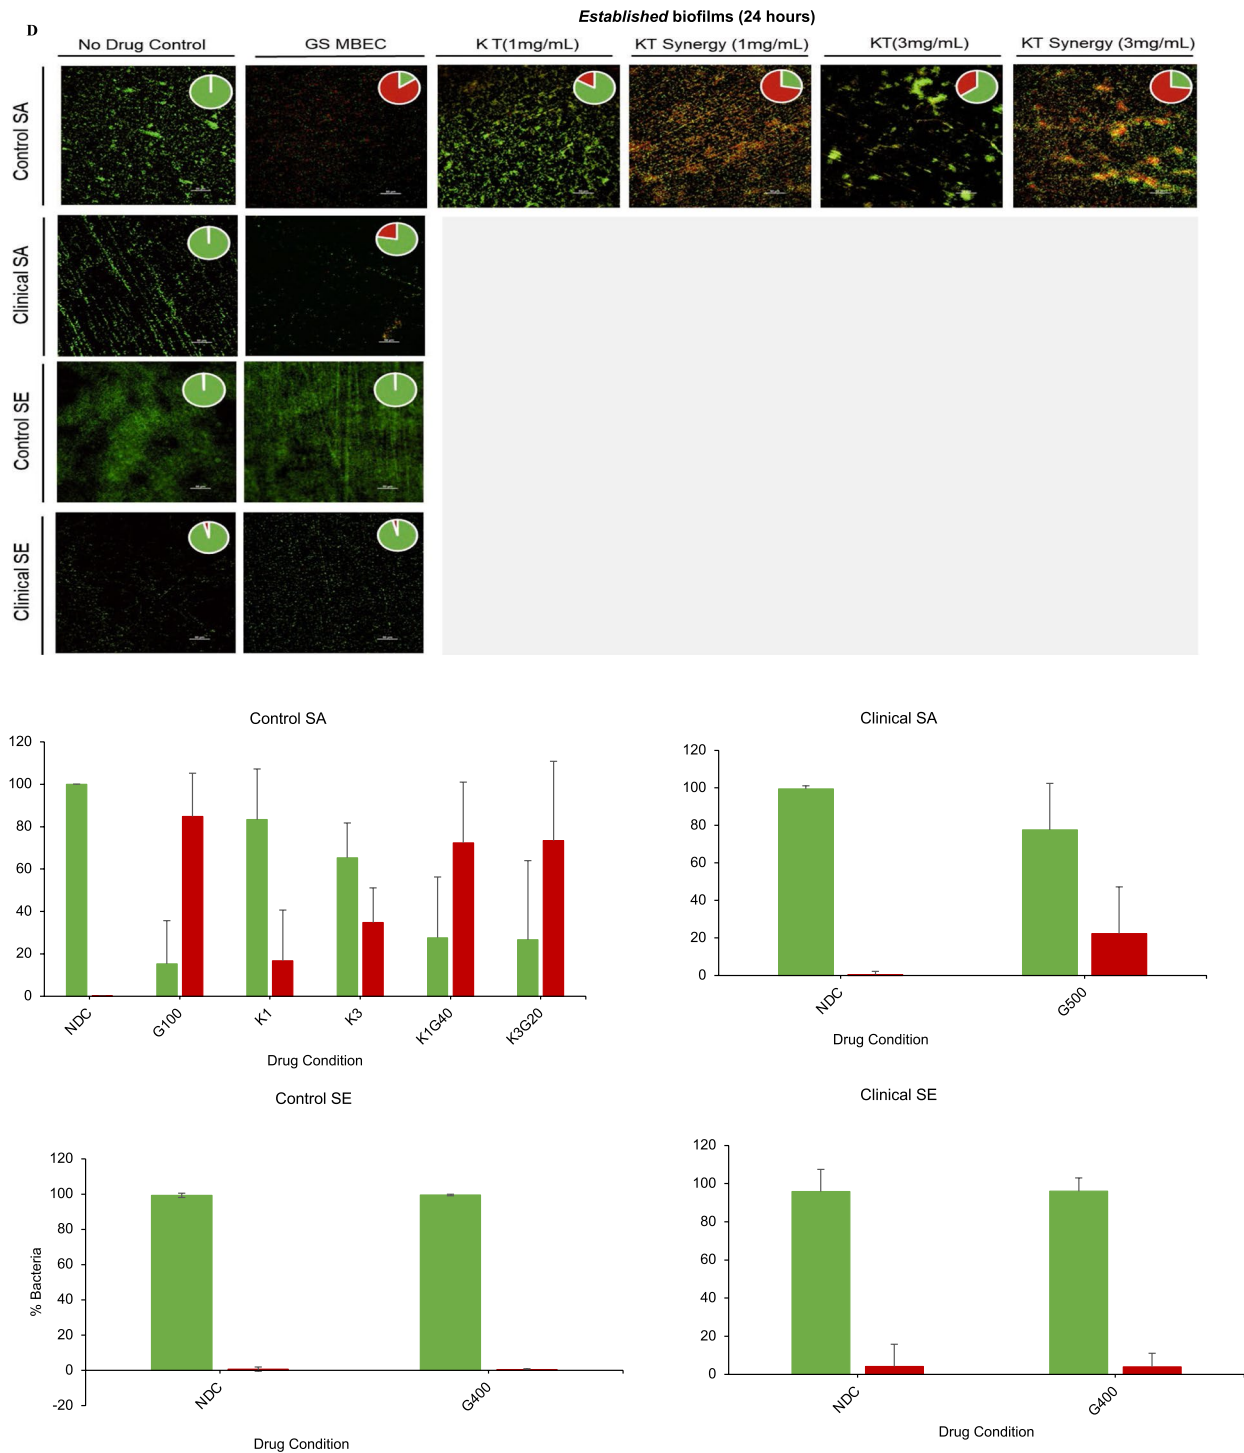 Established biofilms (24 hours)
D
No Drug Control
GS MBEC
K T(1mg/mL)
KT Synergy (1mg/mL)
KT(3mg/mL)
KT Synergy (3mg/mL)
Control SA
Clinical SA
Control SE
Clinical SE
Control SA
120
100
80
60
40
20
0
NDC
G100
K1
K3
K1G40
K3G20
Drug Condition
Clinical SA
120
100
80
60
40
20
0
NDC
G500
Drug Condition
Control SE
120
100
80
60
40
20
0
-20
% Bacteria
NDC
G400
Drug Condition
Clinical SE
120
100
80
60
40
20
0
NDC
G400
Drug Condition